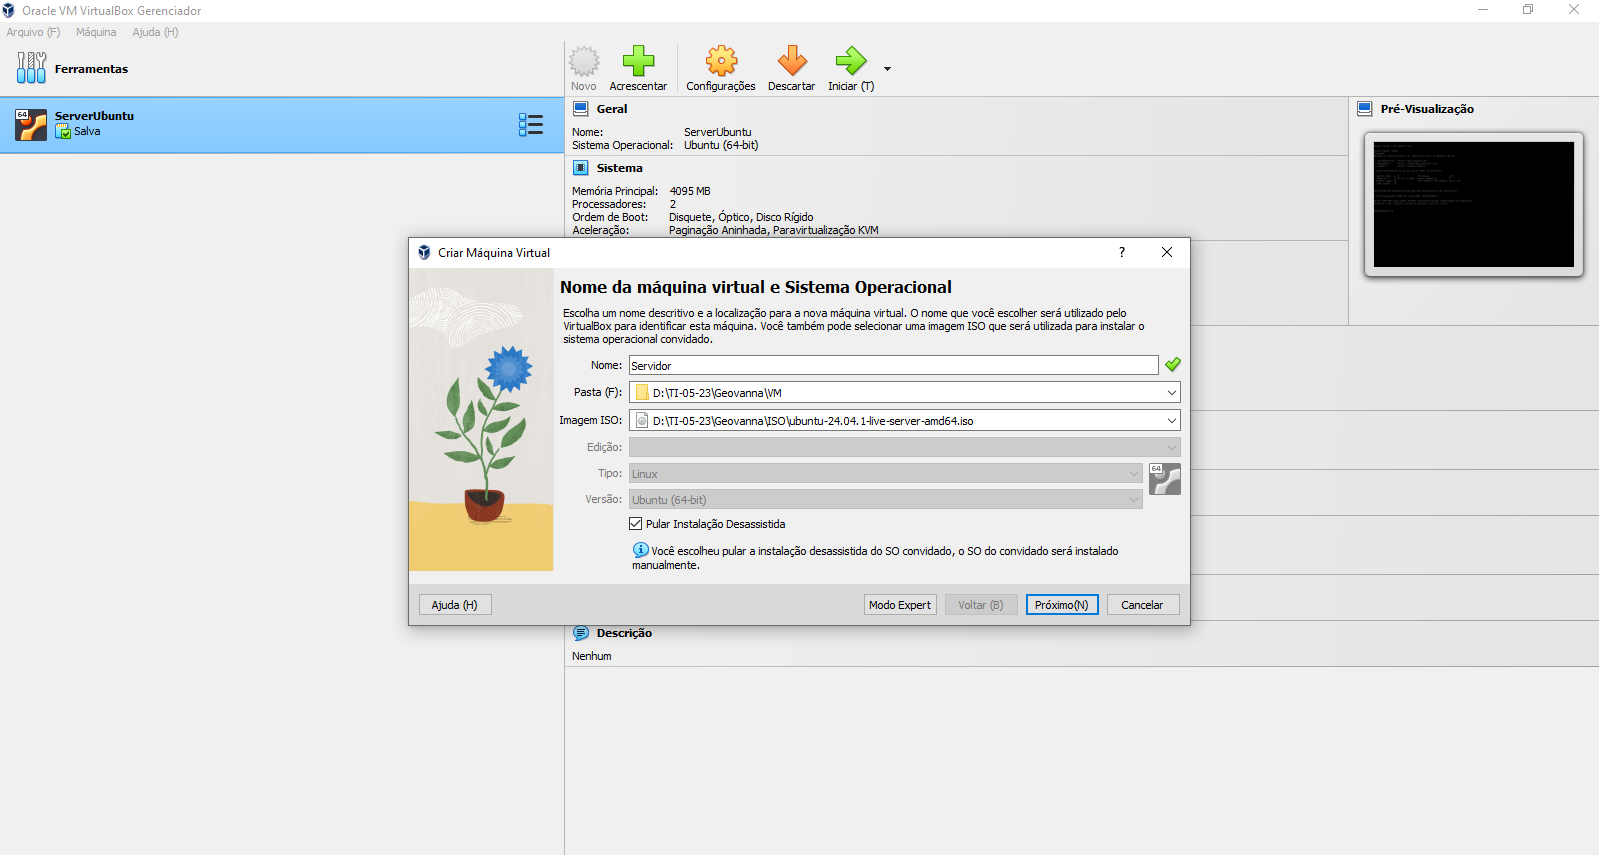 Oracle VM VirtualBox Gerenciador
Arquivo (F) Máquina Ajuda (H)
Ferramentas
Novo Acrescentar Configurações Descartar Iniciar (T)
64
ServerUbuntu
Salva
Geral
Nome: ServerUbuntu
Sistema Operacional: Ubuntu (64-bit)
Sistema
Memória Principal: 4095 MB
Processadores: 2
Ordem de Boot: Disquete, Óptico, Disco Rígido
Aceleração: Paginação Aninhada, Paravirtualização KVM
Pré-Visualização
Criar Máquina Virtual
?
Nome da máquina virtual e Sistema Operacional
Escolha um nome descritivo e a localização para a nova máquina virtual. O nome que você escolher será utilizado pelo
VirtualBox para identificar esta máquina. Você também pode selecionar uma imagem ISO que será utilizada para instalar o
sistema operacional convidado.
Nome: Servidor
Pasta (F): D:\TI-05-23\Geovanna\VM
Imagem ISO: D:\TI-05-23\Geovanna\ISO\ubuntu-24.04.1-live-server-amd64.iso
Edição:
Tipo: Linux
64
Versão: Ubuntu (64-bit)
Pular Instalação Desassistida
Você escolheu pular a instalação desassistida do SO convidado, o SO do convidado será instalado
manualmente.
Ajuda (H) Modo Expert Voltar (B) Próximo(N) Cancelar
Descrição
Nenhum